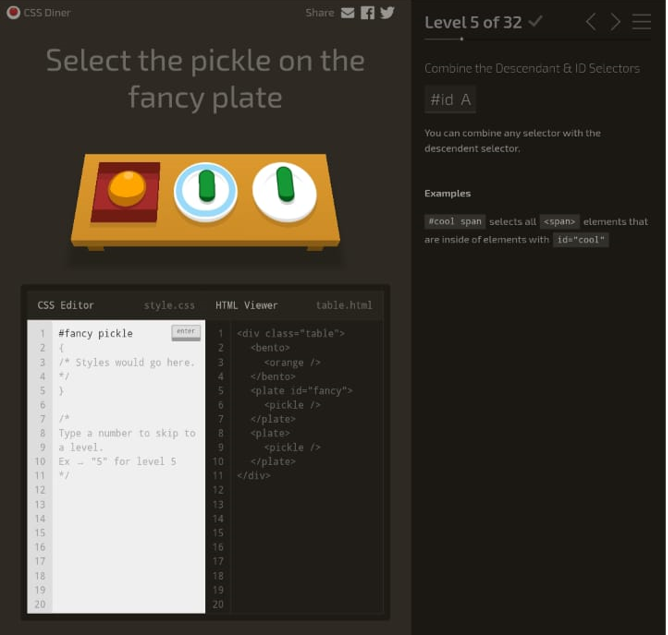 CSS Diner
Share
Select the pickle on the
fancy plate
CSS Editor style.css
1 #fancy pickle enter
2 {
3 /* Styles would go here.
4 */
5 }
6
7 /*
8 Type a number to skip to
9 a level.
10 Ex → "5" for level 5
11 */
12
13
14
15
16
17
18
19
20
HTML Viewer table.html
1 <div class="table">
2 <bento>
3 <orange />
4 </bento>
5 <plate id="fancy">
6 <pickle />
7 </plate>
8 <plate>
9 <pickle />
10 </plate>
11 </div>
12
13
14
15
16
17
18
19
20
Level 5 of 32
Combine the Descendant & ID Selectors
#id A
You can combine any selector with the
descendent selector.
Examples
#cool span selects all <span> elements that
are inside of elements with id="cool"